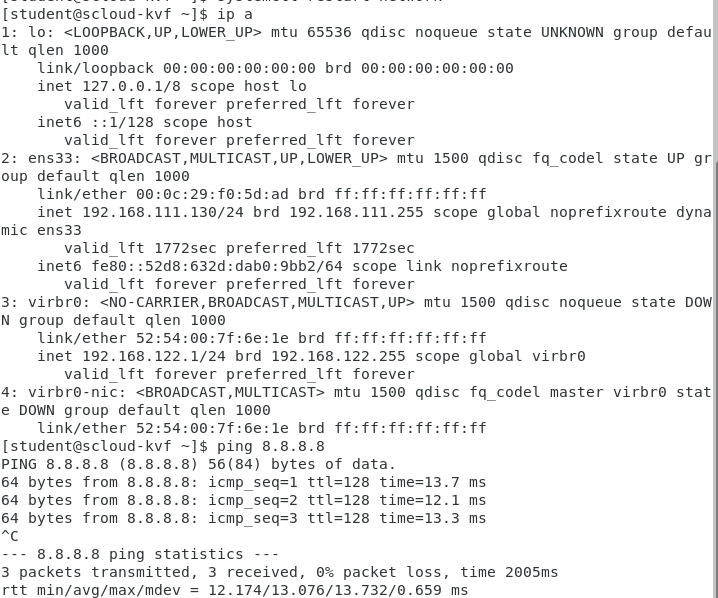 [student@scloud-kvf ~]$ systemctl restart network
[student@scloud-kvf ~]$ ip a
1: lo: <LOOPBACK,UP,LOWER_UP> mtu 65536 qdisc noqueue state UNKNOWN group defau
lt qlen 1000
    link/loopback 00:00:00:00:00:00 brd 00:00:00:00:00:00
    inet 127.0.0.1/8 scope host lo
       valid_lft forever preferred_lft forever
    inet6 ::1/128 scope host
       valid_lft forever preferred_lft forever
2: ens33: <BROADCAST,MULTICAST,UP,LOWER_UP> mtu 1500 qdisc fq_codel state UP gr
oup default qlen 1000
    link/ether 00:0c:29:f0:5d:ad brd ff:ff:ff:ff:ff:ff
    inet 192.168.111.130/24 brd 192.168.111.255 scope global noprefixroute dyna
mic ens33
       valid_lft 1772sec preferred_lft 1772sec
    inet6 fe80::52d8:632d:dab0:9bb2/64 scope link noprefixroute
       valid_lft forever preferred_lft forever
3: virbr0: <NO-CARRIER,BROADCAST,MULTICAST,UP> mtu 1500 qdisc noqueue state DOW
N group default qlen 1000
    link/ether 52:54:00:7f:6e:1e brd ff:ff:ff:ff:ff:ff
    inet 192.168.122.1/24 brd 192.168.122.255 scope global virbr0
       valid_lft forever preferred_lft forever
4: virbr0-nic: <BROADCAST,MULTICAST> mtu 1500 qdisc fq_codel master virbr0 stat
e DOWN group default qlen 1000
    link/ether 52:54:00:7f:6e:1e brd ff:ff:ff:ff:ff:ff
[student@scloud-kvf ~]$ ping 8.8.8.8
PING 8.8.8.8 (8.8.8.8) 56(84) bytes of data.
64 bytes from 8.8.8.8: icmp_seq=1 ttl=128 time=13.7 ms
64 bytes from 8.8.8.8: icmp_seq=2 ttl=128 time=12.1 ms
64 bytes from 8.8.8.8: icmp_seq=3 ttl=128 time=13.3 ms
^C
--- 8.8.8.8 ping statistics ---
3 packets transmitted, 3 received, 0% packet loss, time 2005ms
rtt min/avg/max/mdev = 12.174/13.076/13.732/0.659 ms